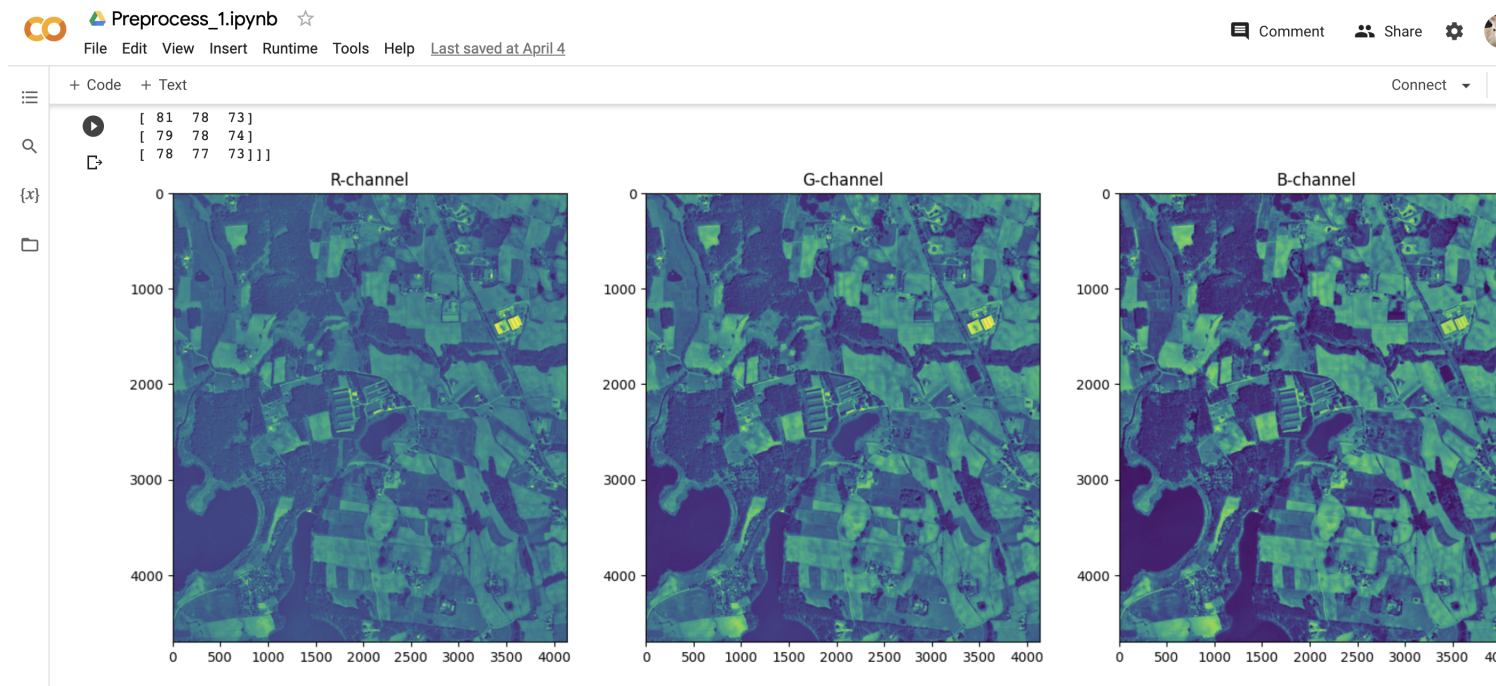 Preprocess_1.ipynb
Comment Share
File Edit View Insert Runtime Tools Help Last saved at April 4
+ Code + Text Connect
[ 81 78 73]
[ 79 78 74]
[ 78 77 73]]]
{x}
R-channel G-channel B-channel
0 0 0
1000 1000 1000
2000 2000 2000
3000 3000 3000
4000 4000 4000
0 500 1000 1500 2000 2500 3000 3500 4000 0 500 1000 1500 2000 2500 3000 3500 4000 0 500 1000 1500 2000 2500 3000 3500